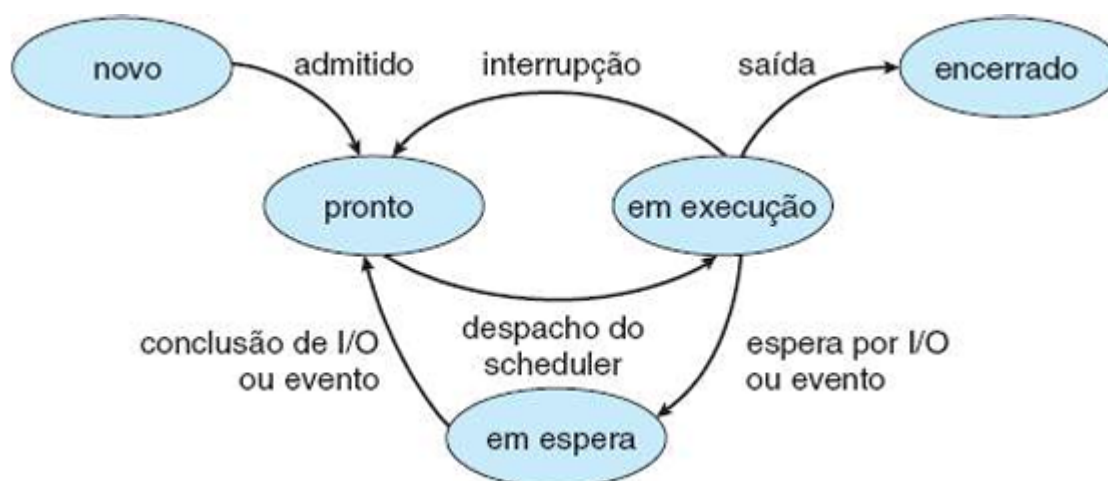 novo
admitido
interrupção
saída
encerrado
pronto
em execução
conclusão de I/O
ou evento
despacho do
scheduler
espera por I/O
ou evento
em espera